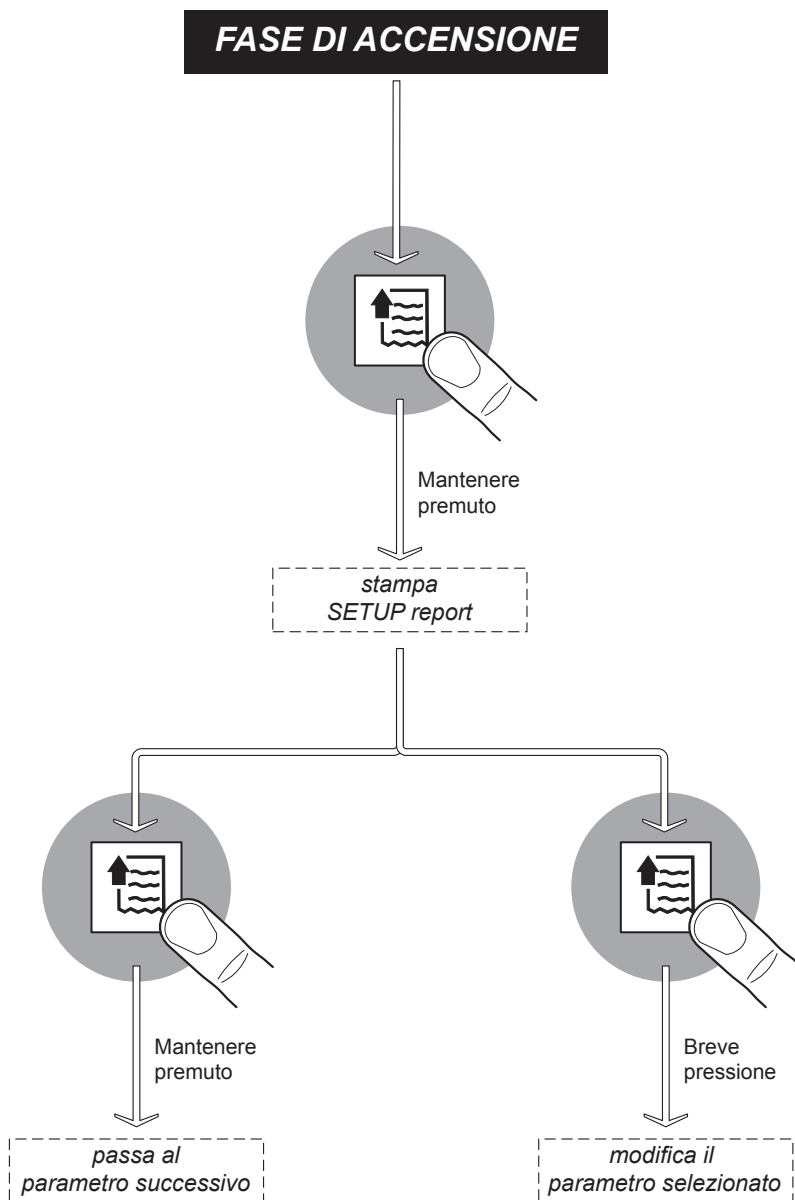 FASE DI ACCENSIONE
Mantenere
premuto
stampa
SETUP report
Mantenere
premuto
Breve
pressione
passa al
parametro successivo
modifica il
parametro selezionato